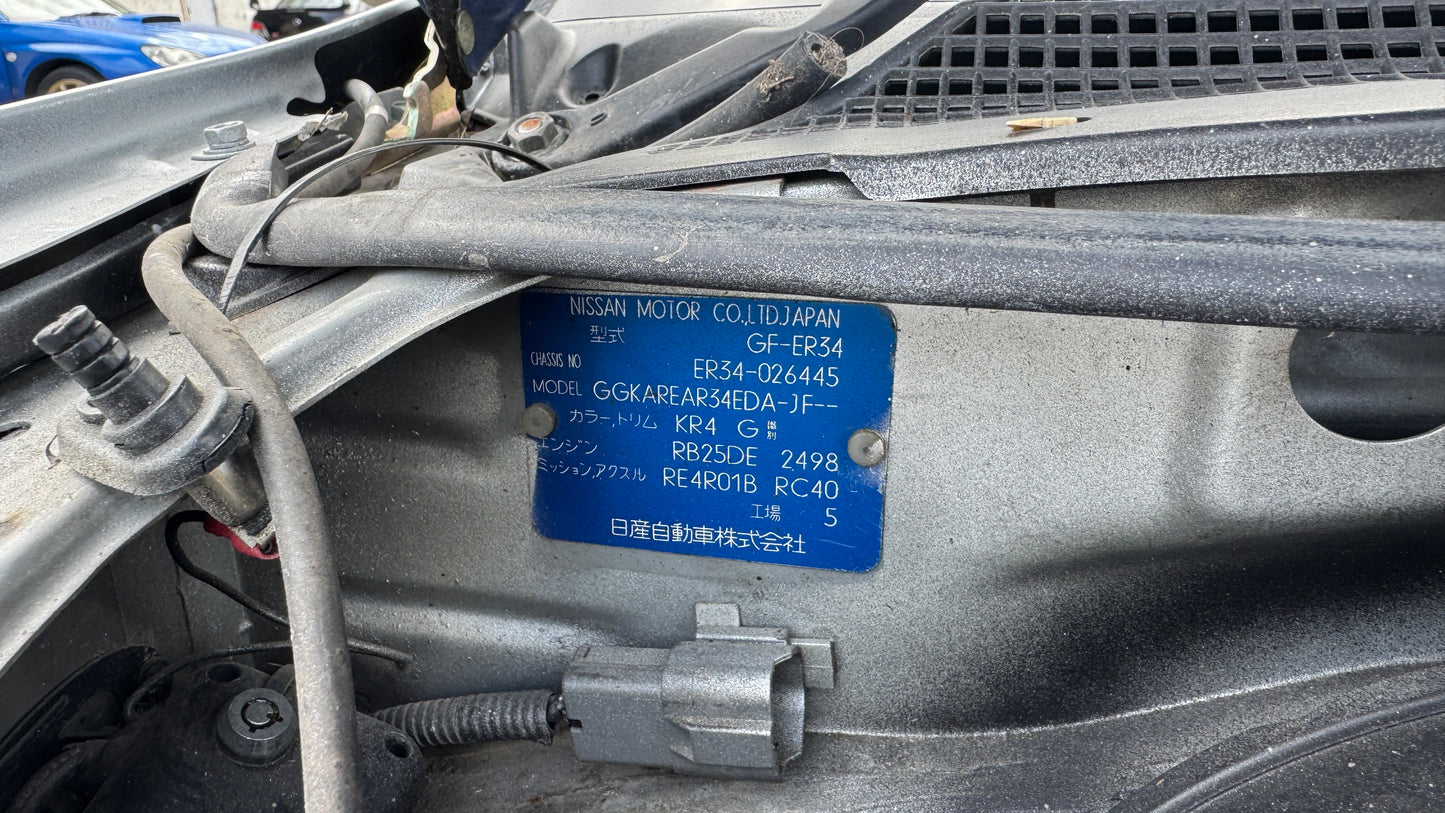 NISSAN MOTOR CO.,LTD.JAPAN
型式 GF-ER34
CHASSIS NO ER34-026445
MODEL GGKAREAR34EDA-JF--
カラー,トリム KR4 G 識別
エンジン RB25DE 2498
ミッション,アクスル RE4R01B RC40
工場 5
日産自動車株式会社